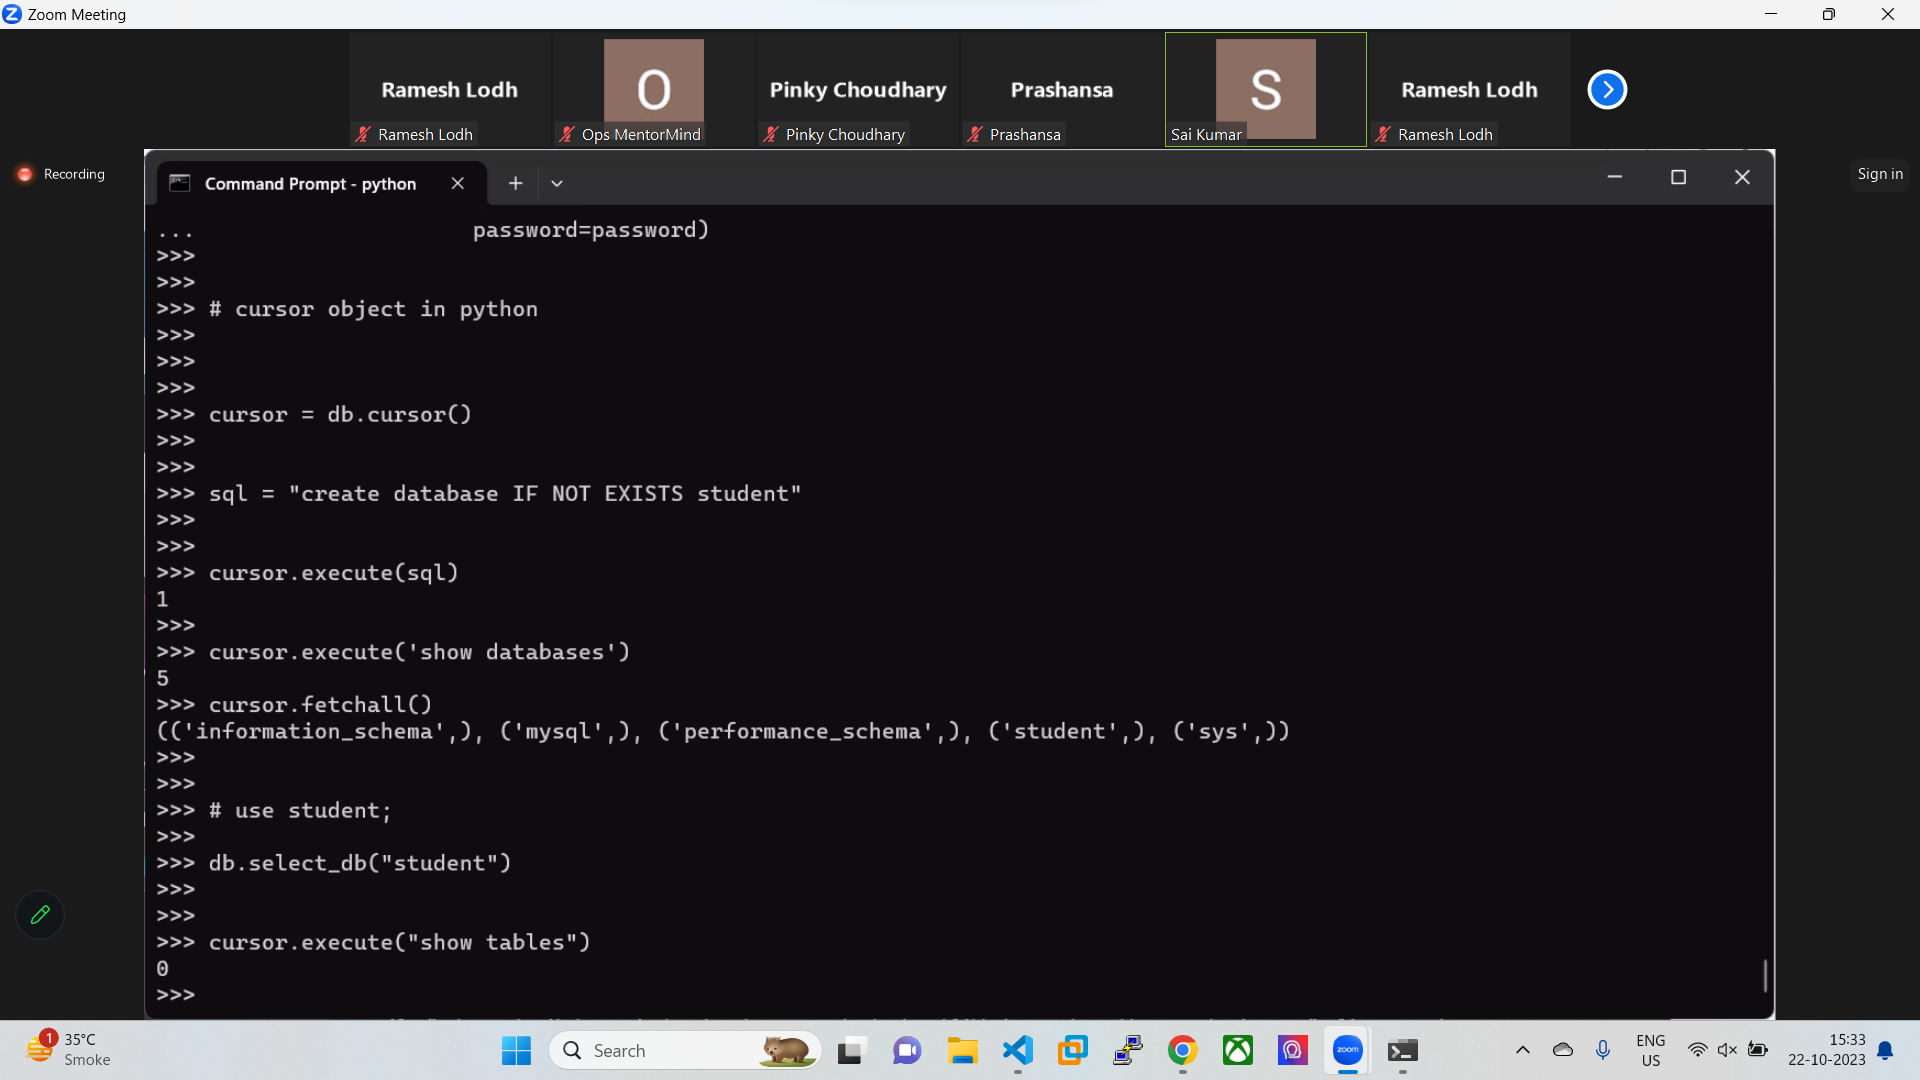 Zoom Meeting
Ramesh Lodh
O
Pinky Choudhary
Prashansa
S
Ramesh Lodh
Ramesh Lodh
Ops MentorMind
Pinky Choudhary
Prashansa
Sai Kumar
Ramesh Lodh
Recording
Sign in
Command Prompt - python
... password=password)
>>>
>>>
>>> # cursor object in python
>>>
>>>
>>>
>>> cursor = db.cursor()
>>>
>>>
>>> sql = "create database IF NOT EXISTS student"
>>>
>>>
>>> cursor.execute(sql)
1
>>>
>>> cursor.execute('show databases')
5
>>> cursor.fetchall()
(('information_schema',), ('mysql',), ('performance_schema',), ('student',), ('sys',))
>>>
>>>
>>> # use student;
>>>
>>> db.select_db("student")
>>>
>>>
>>> cursor.execute("show tables")
0
>>>
1
35°C
Smoke
Search
zoom
ENG
US
15:33
22-10-2023